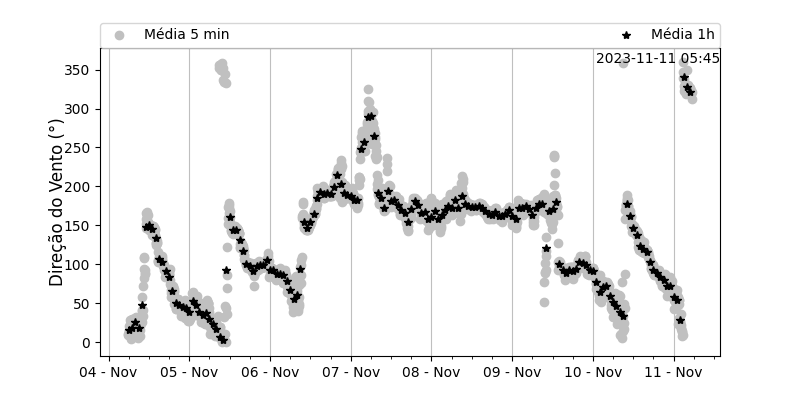 Média 5 min
Média 1h
2023-11-11 05:45
Direção do Vento (°)
350
300
250
200
150
100
50
0
04 - Nov
05 - Nov
06 - Nov
07 - Nov
08 - Nov
09 - Nov
10 - Nov
11 - Nov